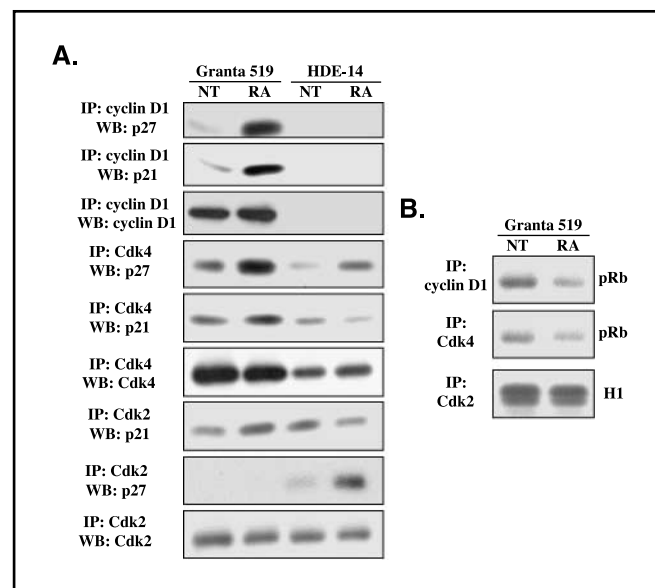 A.
Granta 519 HDE-14
NT RA NT RA
IP: cyclin D1
WB: p27
IP: cyclin D1
WB: p21
IP: cyclin D1
WB: cyclin D1
IP: Cdk4
WB: p27
IP: Cdk4
WB: p21
IP: Cdk4
WB: Cdk4
IP: Cdk2
WB: p21
IP: Cdk2
WB: p27
IP: Cdk2
WB: Cdk2
B.
Granta 519
NT RA
IP:
cyclin D1 pRb
IP:
Cdk4 pRb
IP:
Cdk2 H1